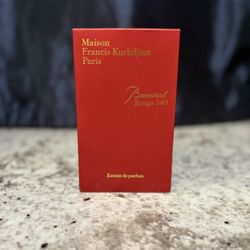 Maison
Francis Kurkdjian
Paris
Baccarat
Rouge 540
Extrait de parfum